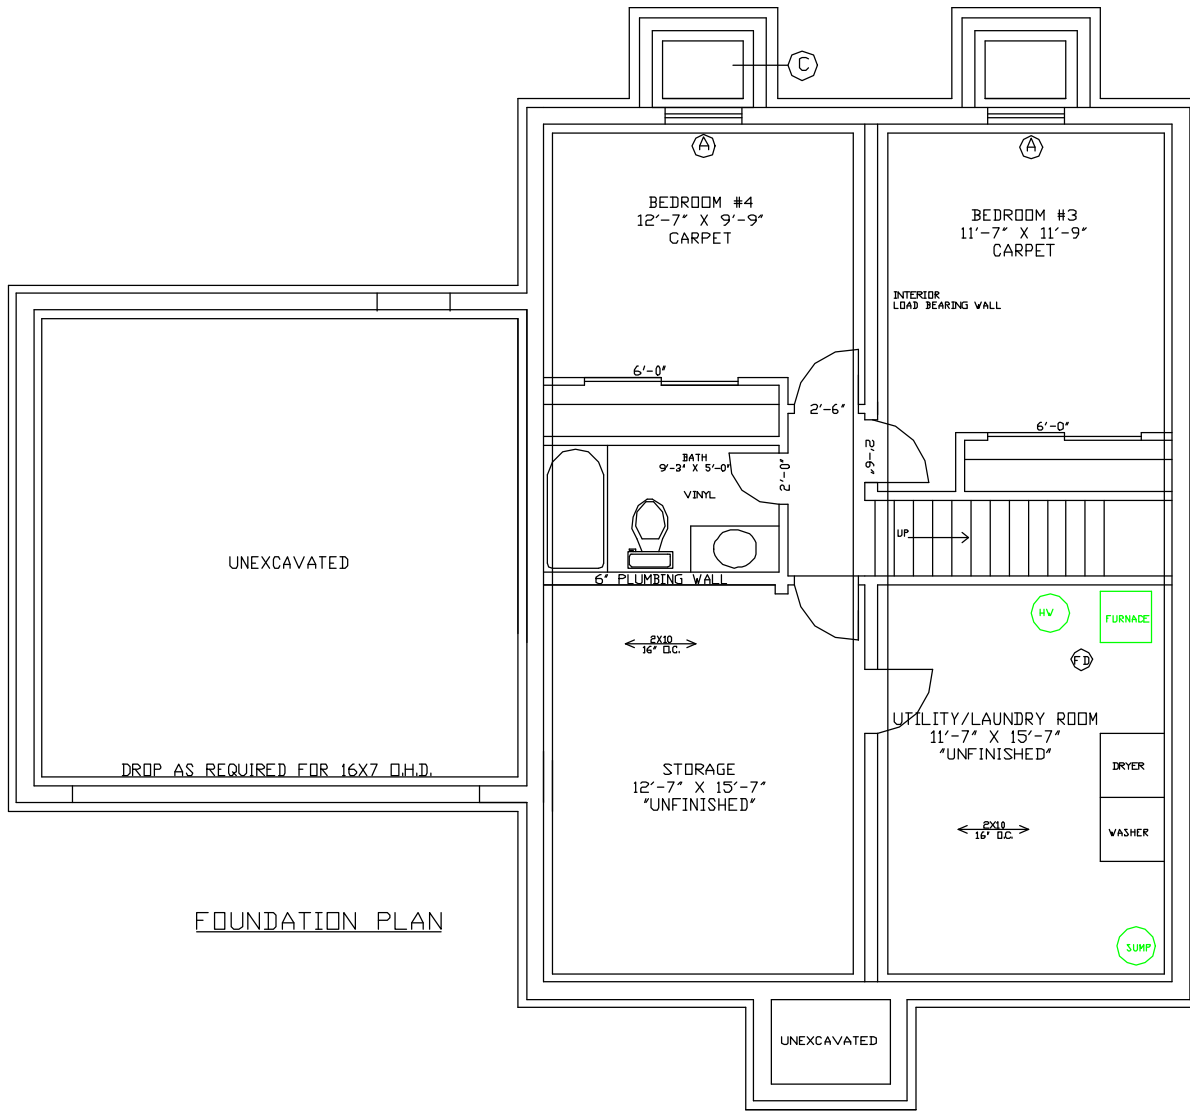 C
A
A
BEDROOM #4
12'-7" X 9'-9"
CARPET
BEDROOM #3
11'-7" X 11'-9"
CARPET
INTERIOR
LOAD BEARING WALL
6'-0"
2'-6"
6'-0"
2'-6"
BATH
9'-3" X 5'-0"
VINYL
2'-0"
UP
UNEXCAVATED
6" PLUMBING WALL
HW
FURNACE
2X10
16" O.C.
FD
UTILITY/LAUNDRY ROOM
11'-7" X 15'-7"
"UNFINISHED"
DROP AS REQUIRED FOR 16X7 O.H.D.
STORAGE
12'-7" X 15'-7"
"UNFINISHED"
DRYER
2X10
16" O.C.
WASHER
FOUNDATION PLAN
SUMP
UNEXCAVATED